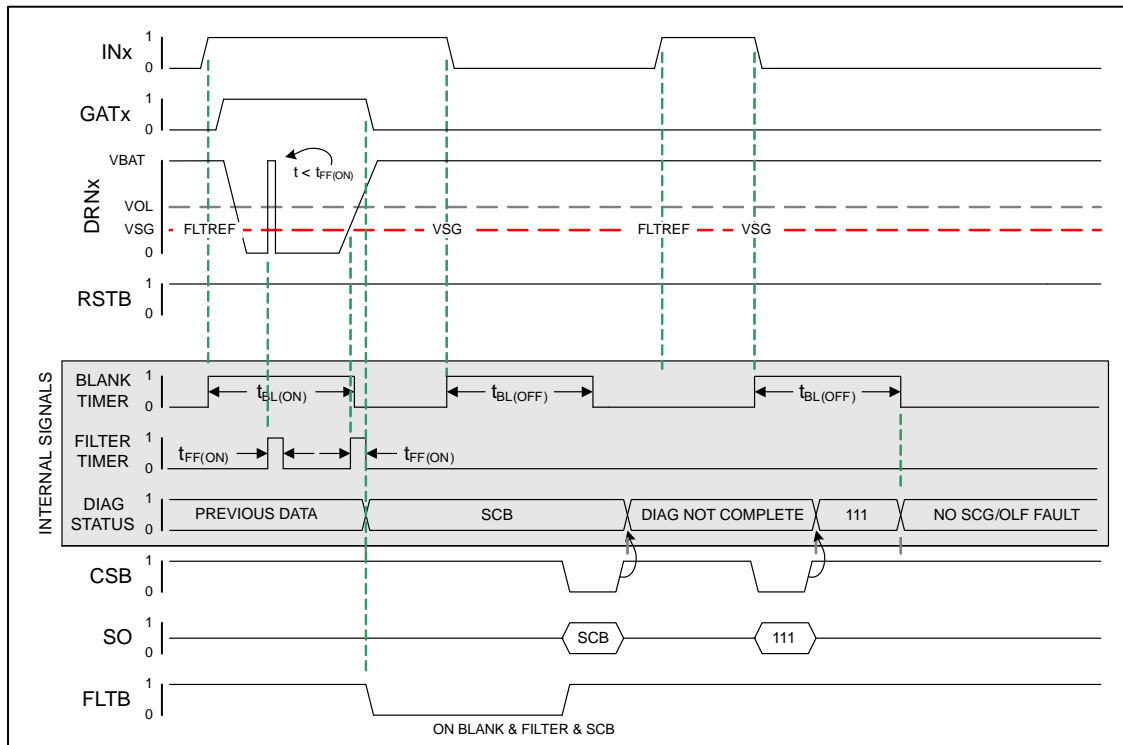 INx 1
0
GATx 1
0
VBAT
t < tFF(ON)
DRNx
VOL
VSG FLTREF VSG FLTREF VSG
0
RSTB 1
0
INTERNAL SIGNALS
BLANK TIMER 1 0
tBL(ON) tBL(OFF) tBL(OFF)
FILTER TIMER 1 0
tFF(ON) tFF(ON)
DIAG STATUS 1 0
PREVIOUS DATA SCB DIAG NOT COMPLETE 111 NO SCG/OLF FAULT
CSB 1
0
SO SCB 111
FLTB 1
0
ON BLANK & FILTER & SCB